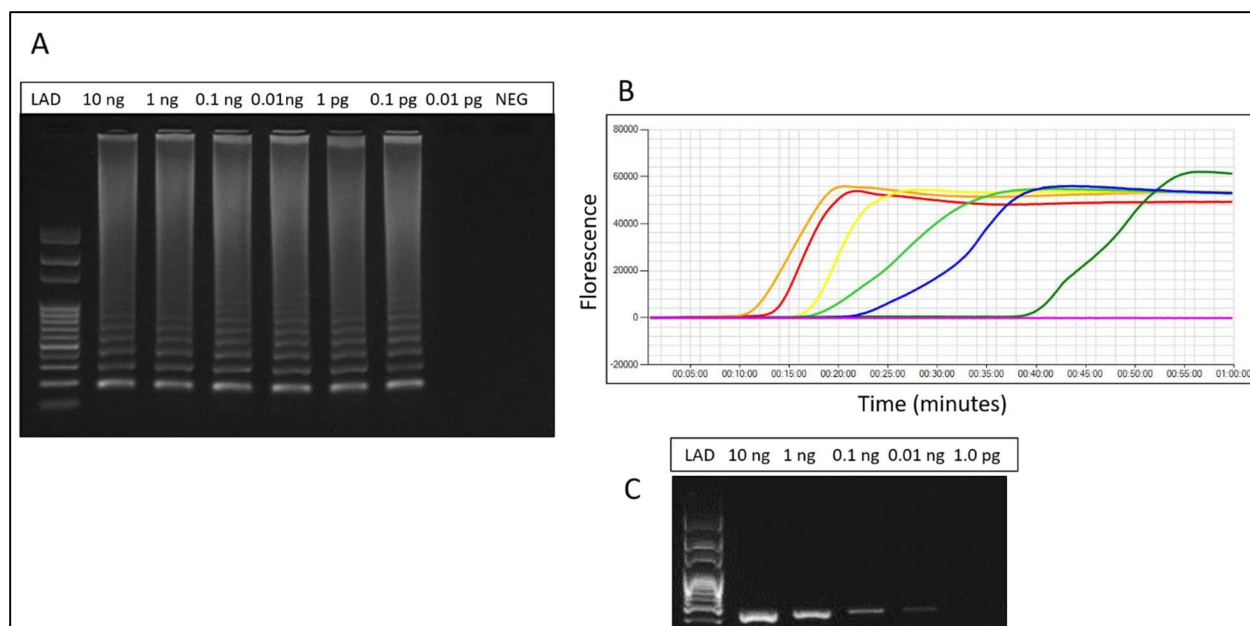 A
LAD 10 ng 1 ng 0.1 ng 0.01ng 1 pg 0.1 pg 0.01 pg NEG
B
80000
60000
40000
20000
0
-20000
00:05:00 00:10:00 00:15:00 00:20:00 00:25:00 00:30:00 00:35:00 00:40:00 00:45:00 00:50:00 00:55:00 01:00:00
Florescence
Time (minutes)
LAD 10 ng 1 ng 0.1 ng 0.01 ng 1.0 pg
C